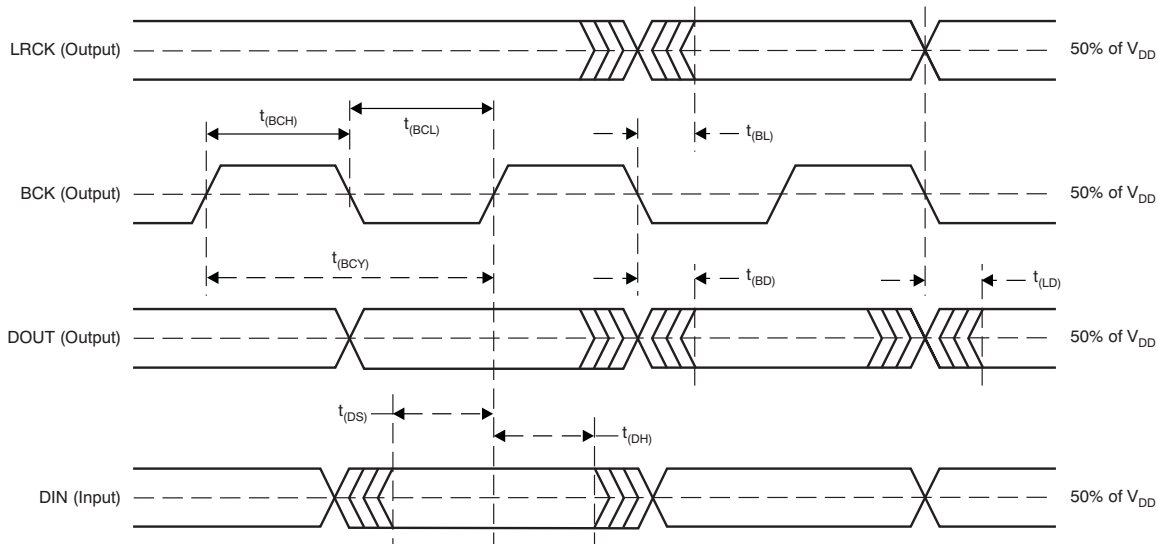 LRCK (Output) 50% of V_DD
t_(BCH) t_(BCL) t_(BL)
BCK (Output) 50% of V_DD
t_(BCY) t_(BD) t_(LD)
DOUT (Output) 50% of V_DD
t_(DS) t_(DH)
DIN (Input) 50% of V_DD